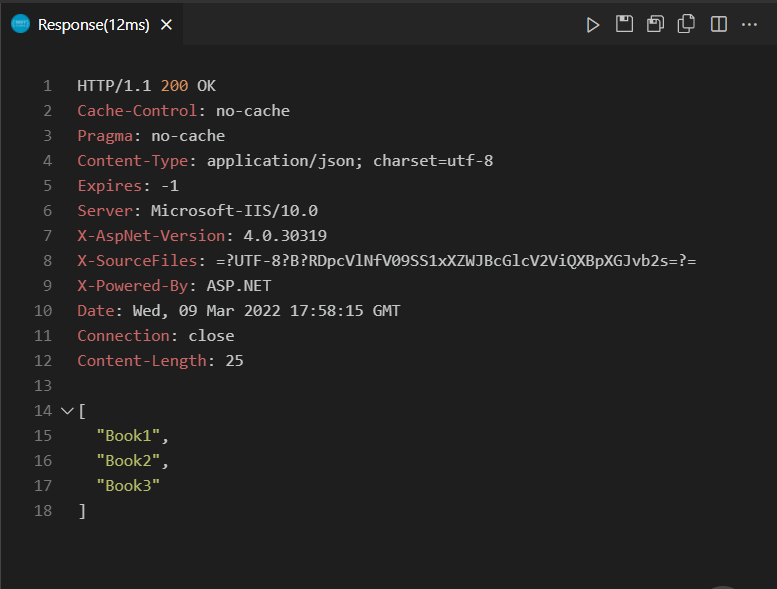 Response(12ms)
1 HTTP/1.1 200 OK
2 Cache-Control: no-cache
3 Pragma: no-cache
4 Content-Type: application/json; charset=utf-8
5 Expires: -1
6 Server: Microsoft-IIS/10.0
7 X-AspNet-Version: 4.0.30319
8 X-SourceFiles: =?UTF-8?B?RDpcVlNfV09SS1xXZWJBcGlcV2ViQXBpXGJvb2s=?=
9 X-Powered-By: ASP.NET
10 Date: Wed, 09 Mar 2022 17:58:15 GMT
11 Connection: close
12 Content-Length: 25
13
14 [
15 "Book1",
16 "Book2",
17 "Book3"
18 ]